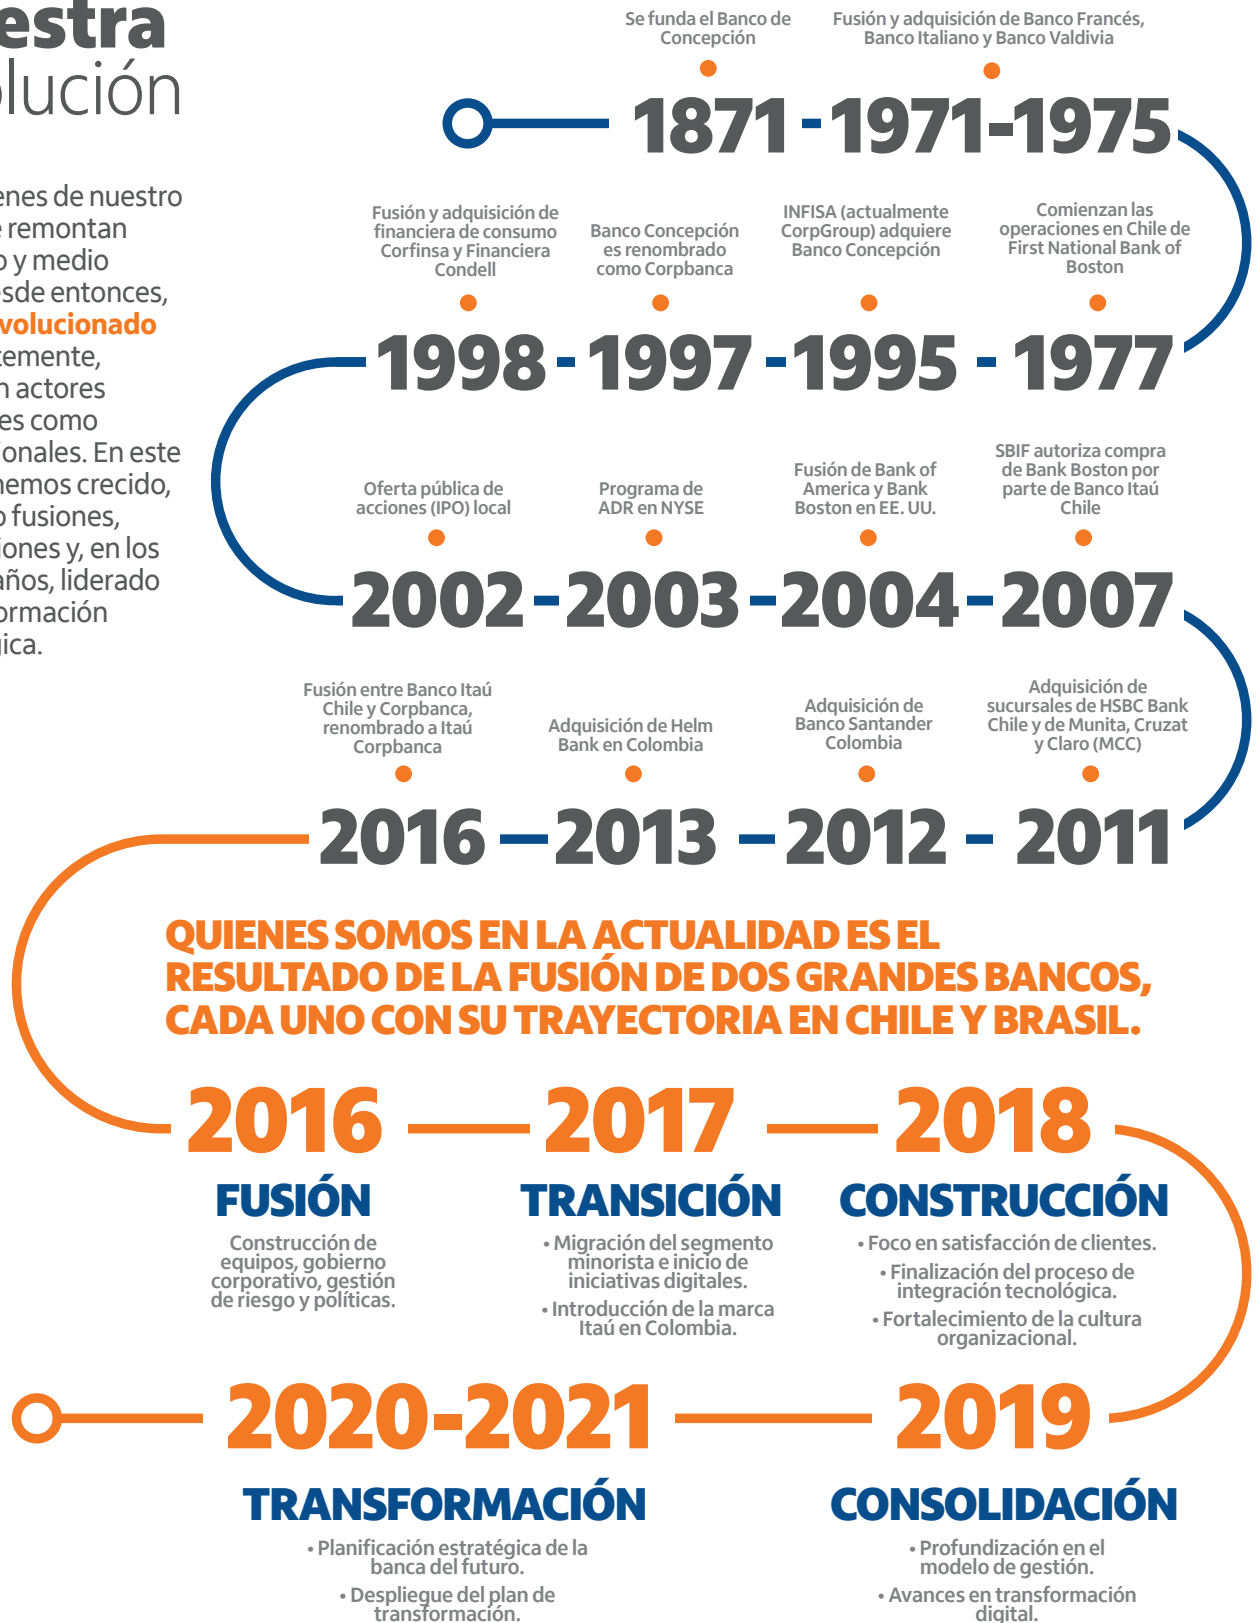 estra
olución
enes de nuestro
e remontan
o y medio
esde entonces,
volucionado
temente,
n actores
es como
ionales. En este
hemos crecido,
o fusiones,
iones y, en los
años, liderado
ormación
gica.
Se funda el Banco de
Concepción
1871
Fusión y adquisición de Banco Francés,
Banco Italiano y Banco Valdivia
1971-1975
Comienzan las
operaciones en Chile de
First National Bank of
Boston
1977
INFISA (actualmente
CorpGroup) adquiere
Banco Concepción
1995
Banco Concepción
es renombrado
como Corpbanca
1997
Fusión y adquisición de
financiera de consumo
Corfinsa y Financiera
Condell
1998
Oferta pública de
acciones (IPO) local
2002
Programa de
ADR en NYSE
2003
Fusión de Bank of
America y Bank
Boston en EE. UU.
2004
SBIF autoriza compra
de Bank Boston por
parte de Banco Itaú
Chile
2007
Adquisición de
sucursales de HSBC Bank
Chile y de Munita, Cruzat
y Claro (MCC)
2011
Adquisición de
Banco Santander
Colombia
2012
Adquisición de Helm
Bank en Colombia
2013
Fusión entre Banco Itaú
Chile y Corpbanca,
renombrado a Itaú
Corpbanca
2016
QUIENES SOMOS EN LA ACTUALIDAD ES EL
RESULTADO DE LA FUSIÓN DE DOS GRANDES BANCOS,
CADA UNO CON SU TRAYECTORIA EN CHILE Y BRASIL.
2016
FUSIÓN
Construcción de
equipos, gobierno
corporativo, gestión
de riesgo y políticas.
2017
TRANSICIÓN
• Migración del segmento
minorista e inicio de
iniciativas digitales.
• Introducción de la marca
Itaú en Colombia.
2018
CONSTRUCCIÓN
• Foco en satisfacción de clientes.
• Finalización del proceso de
integración tecnológica.
• Fortalecimiento de la cultura
organizacional.
2019
CONSOLIDACIÓN
• Profundización en el
modelo de gestión.
• Avances en transformación
digital.
2020-2021
TRANSFORMACIÓN
• Planificación estratégica de la
banca del futuro.
• Despliegue del plan de
transformación.